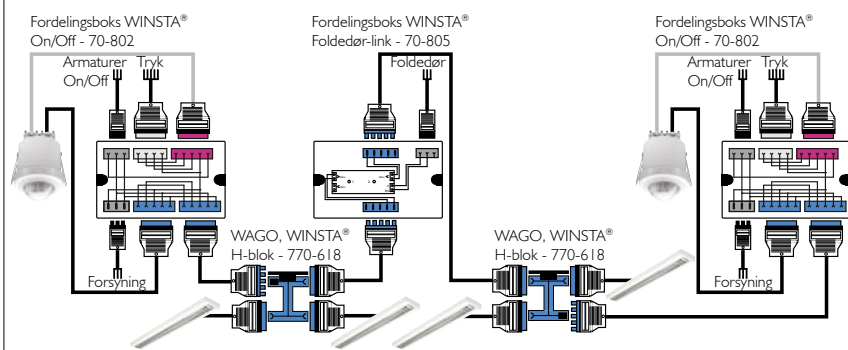 Fordelingsboks WINSTA®
On/Off - 70-802
Armaturer Tryk
On/Off
Forsyning
Fordelingsboks WINSTA®
Foldedør-link - 70-805
Foldedør
WAGO, WINSTA®
H-blok - 770-618
WAGO, WINSTA®
H-blok - 770-618
Fordelingsboks WINSTA®
On/Off - 70-802
Armaturer Tryk
On/Off
Forsyning